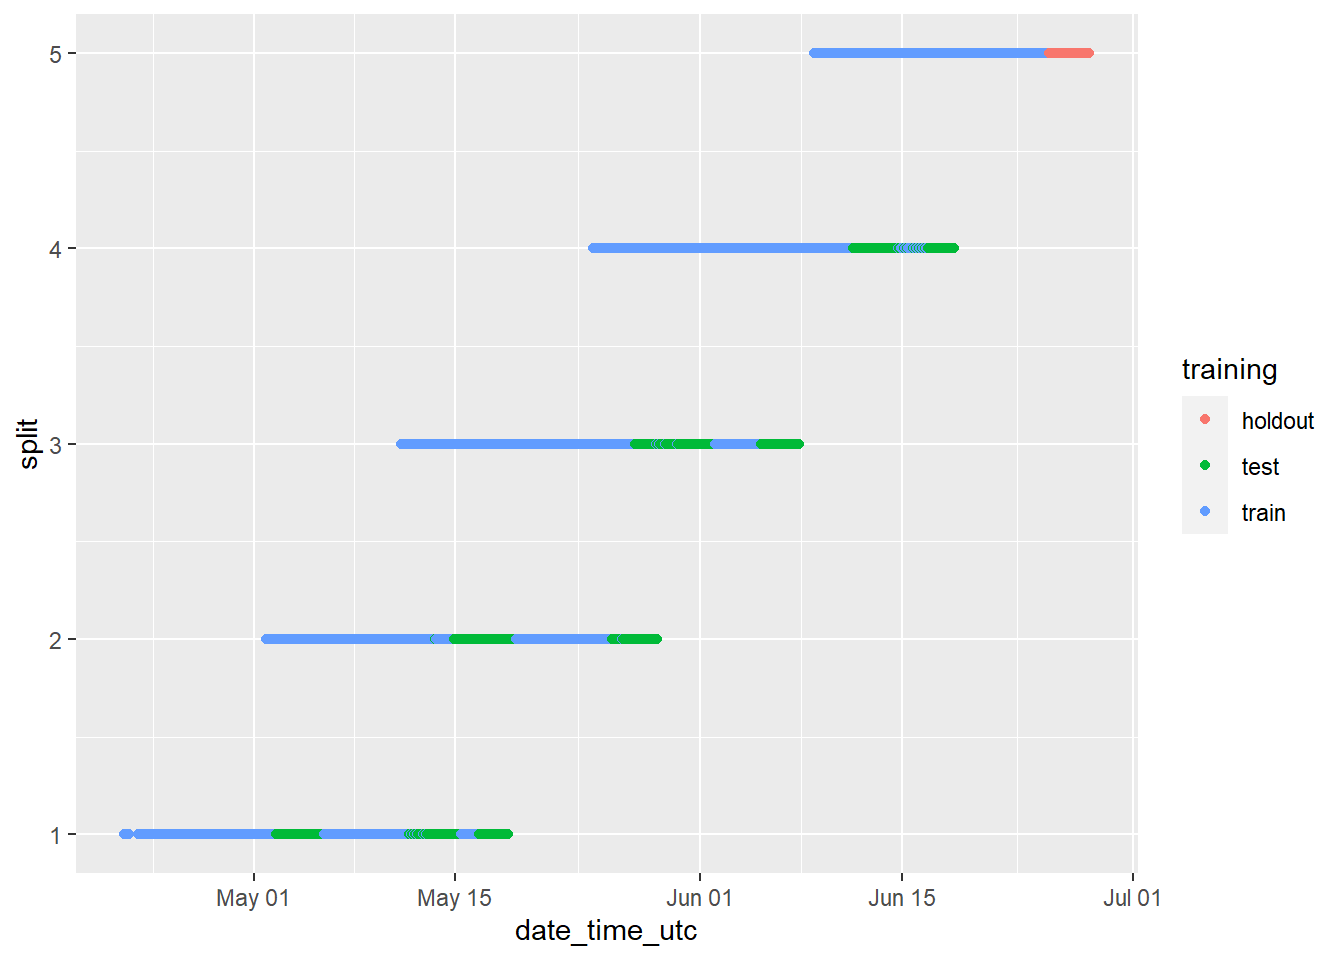 5
4
3
2
1
split
May 01 May 15 Jun 01 Jun 15 Jul 01
date_time_utc
training
holdout
test
train